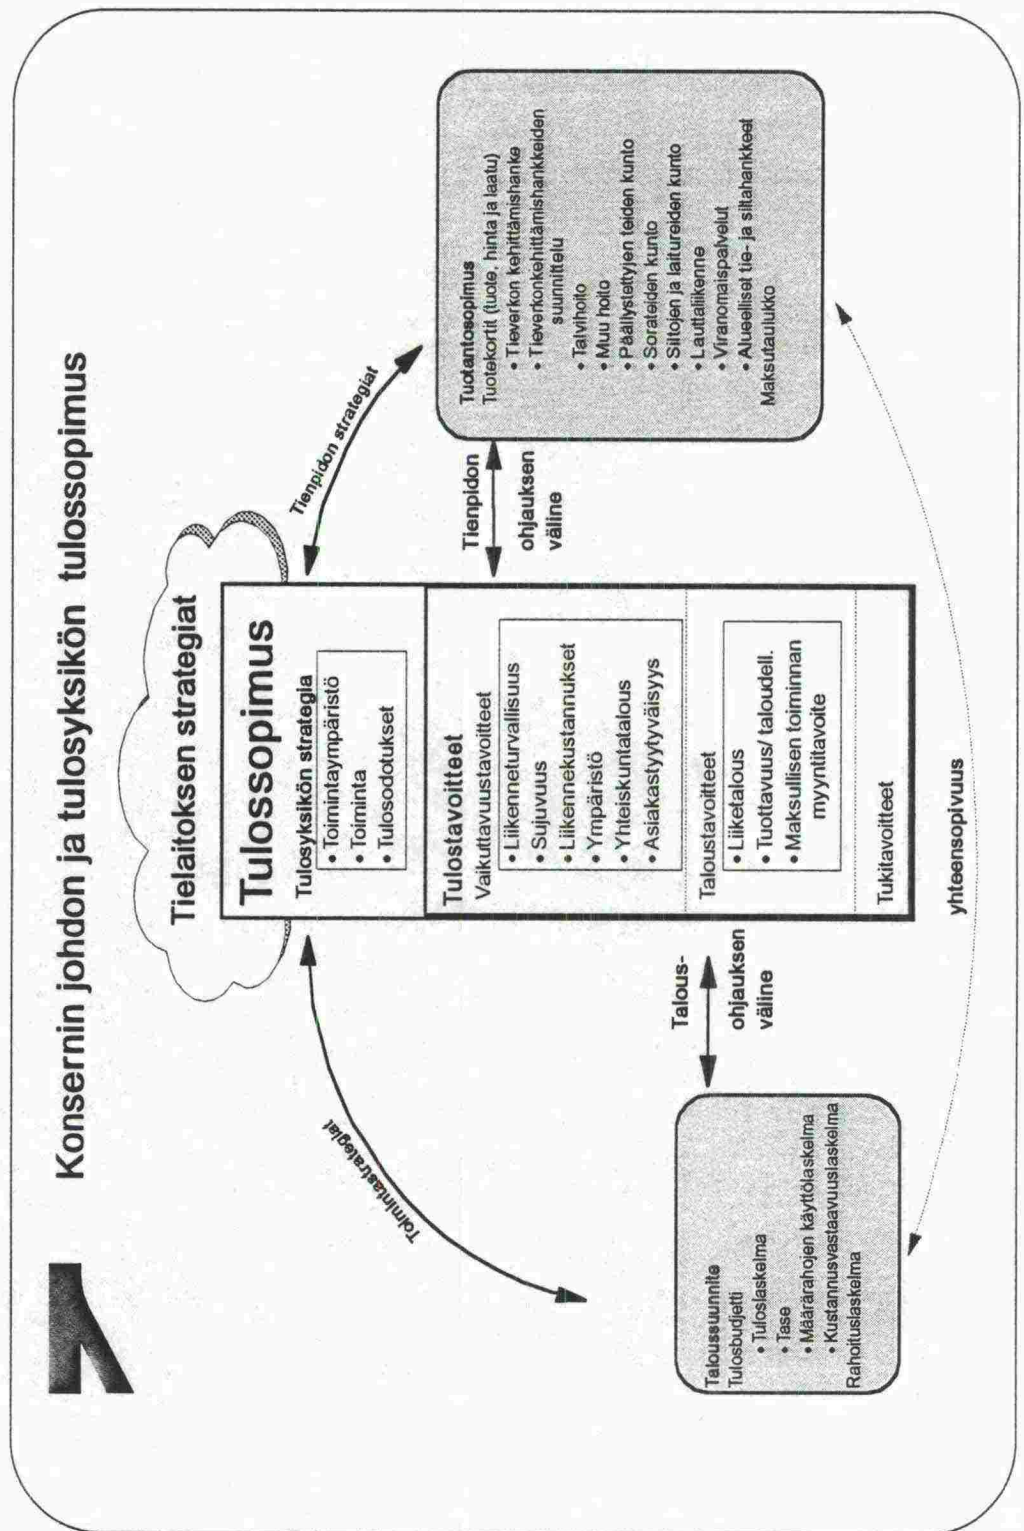 Konsernin johdon ja tulosyksikön tulossopimus
Tielaitoksen strategiat
Tulossopimus
Tulosyksikön strategia
• Toimintaympäristö
• Toiminta
• Tulosodotukset
Tulostavoitteet
Vaikuttavuustavoitteet
• Liikenneturvallisuus
• Sujuvuus
• Liikennekustannukset
• Ympäristö
• Yhteiskuntatalous
• Asiakastyytyväisyys
Taloustavoitteet
• Liiketalous
• Tuottavuus/ taloudell.
• Maksullisen toiminnan
myyntitavoite
Tukitavoitteet
Toimintastrategiat
Talous-
ohjauksen
väline
Taloussuunnite
Tulosbudjetti
• Tuloslaskelma
• Tase
• Määrärahojen käyttölaskelma
• Kustannusvastaavuuslaskelma
Rahoituslaskelma
Tienpidon strategiat
Tienpidon
ohjauksen
väline
Tuotantosopimus
Tuotekortit (tuote, hinta ja laatu)
• Tieverkon kehittämishanke
• Tieverkonkehittämishankkeiden
suunnittelu
• Talvihoito
• Muu hoito
• Päällystettyjen teiden kunto
• Sorateiden kunto
• Siltojen ja laitureiden kunto
• Lauttaliikenne
• Viranomaispalvelut
• Alueelliset tie- ja siltahankkeet
Maksutaulukko
yhteensopivuus